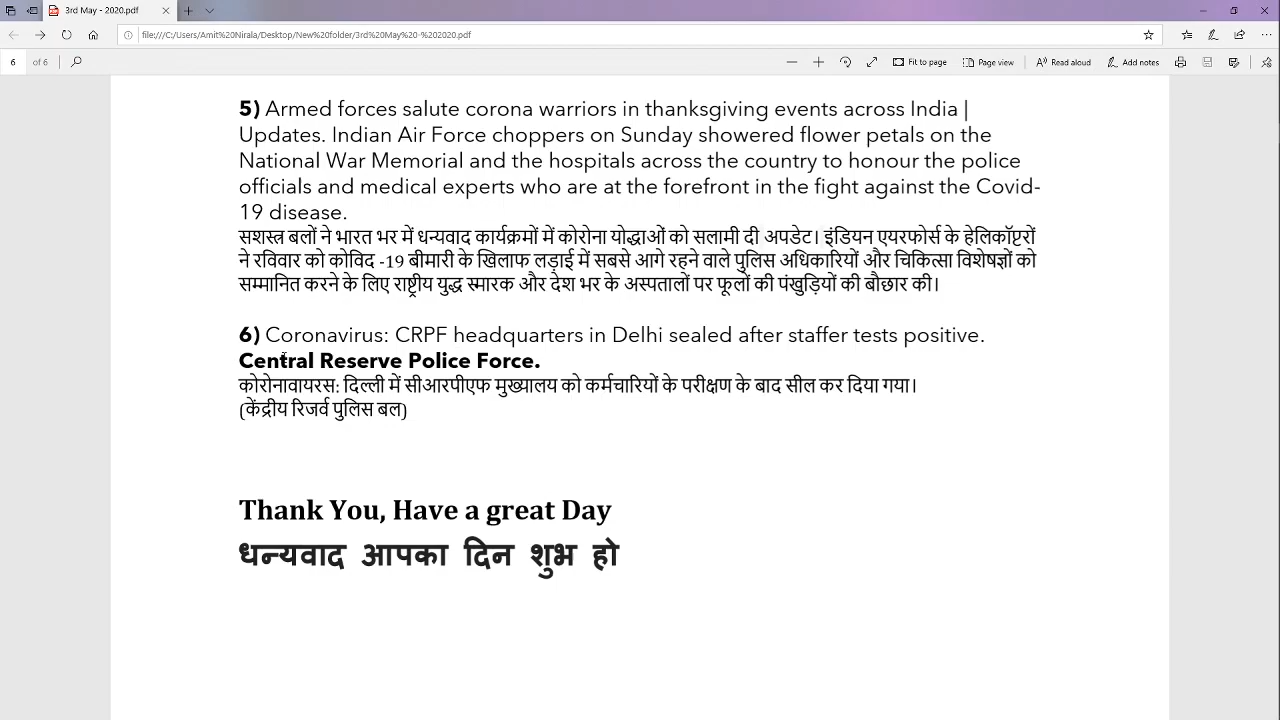 3rd May - 2020.pdf
file:///C:/Users/Amit%20Nirala/Desktop/New%20folder/3rd%20May%20-%202020.pdf
6 of 6
Fit to page
Page view
Read aloud
Add notes
5) Armed forces salute corona warriors in thanksgiving events across India |
Updates. Indian Air Force choppers on Sunday showered flower petals on the
National War Memorial and the hospitals across the country to honour the police
officials and medical experts who are at the forefront in the fight against the Covid-
19 disease.
सशस्त्र बलों ने भारत भर में धन्यवाद कार्यक्रमों में कोरोना योद्धाओं को सलामी दी अपडेट। इंडियन एयरफोर्स के हेलिकॉप्टरों
ने रविवार को कोविद -19 बीमारी के खिलाफ लड़ाई में सबसे आगे रहने वाले पुलिस अधिकारियों और चिकित्सा विशेषज्ञों को
सम्मानित करने के लिए राष्ट्रीय युद्ध स्मारक और देश भर के अस्पतालों पर फूलों की पंखुड़ियों की बौछार की।
6) Coronavirus: CRPF headquarters in Delhi sealed after staffer tests positive.
Central Reserve Police Force.
कोरोनावायरस: दिल्ली में सीआरपीएफ मुख्यालय को कर्मचारियों के परीक्षण के बाद सील कर दिया गया।
(केंद्रीय रिजर्व पुलिस बल)
Thank You, Have a great Day
धन्यवाद आपका दिन शुभ हो